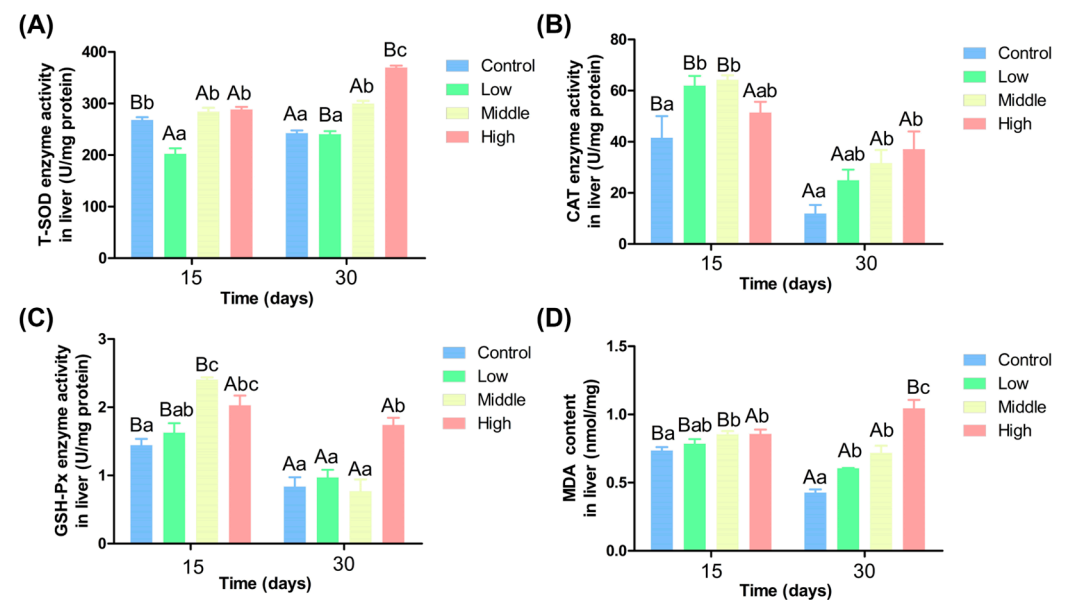 (A)
T-SOD enzyme activity
in liver (U/mg protein)
400
300
200
100
0
Bb
Aa
Ab
Ab
Aa
Ba
Ab
Bc
15
30
Time (days)
Control
Low
Middle
High
(B)
CAT enzyme activity
in liver (U/mg protein)
80
60
40
20
0
Ba
Bb
Bb
Aab
Aa
Aab
Ab
Ab
15
30
Time (days)
Control
Low
Middle
High
(C)
GSH-Px enzyme activity
in liver (U/mg protein)
3
2
1
0
Ba
Bab
Bc
Abc
Aa
Aa
Aa
Ab
15
30
Time (days)
Control
Low
Middle
High
(D)
MDA content
in liver (nmol/mg)
1.5
1.0
0.5
0.0
Ba
Bab
Bb
Ab
Aa
Ab
Ab
Bc
15
30
Time (days)
Control
Low
Middle
High